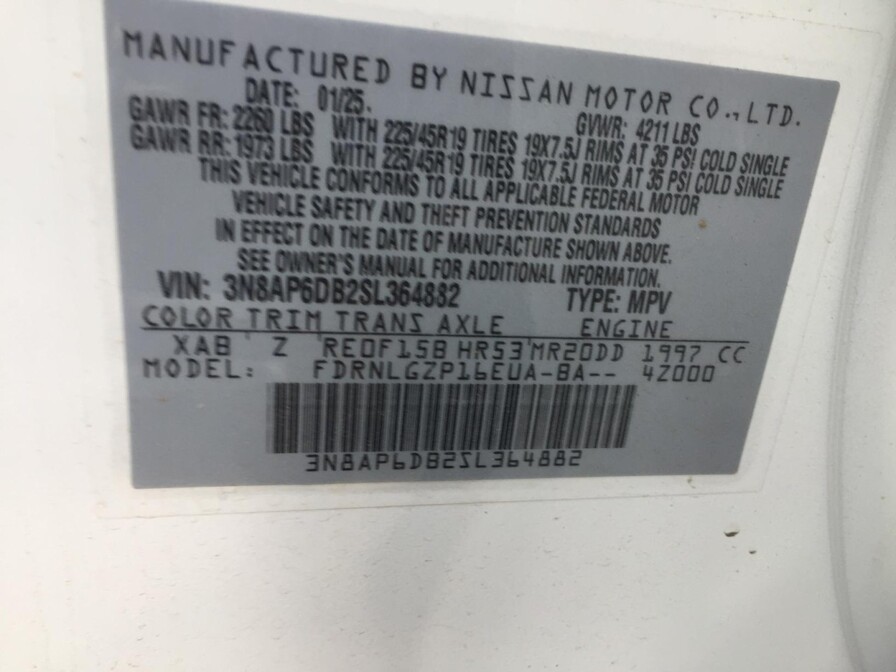 MANUFACTURED BY NISSAN MOTOR CO., LTD.
DATE: 01/25. GVWR: 4211 LBS
GAWR FR: 2260 LBS WITH 225/45R19 TIRES 19X7.5J RIMS AT 35 PSI COLD SINGLE
GAWR RR: 1973 LBS WITH 225/45R19 TIRES 19X7.5J RIMS AT 35 PSI COLD SINGLE
THIS VEHICLE CONFORMS TO ALL APPLICABLE FEDERAL MOTOR
VEHICLE SAFETY AND THEFT PREVENTION STANDARDS
IN EFFECT ON THE DATE OF MANUFACTURE SHOWN ABOVE.
SEE OWNER'S MANUAL FOR ADDITIONAL INFORMATION.
VIN: 3N8AP6DB2SL364882 TYPE: MPV
COLOR TRIM TRANS AXLE ENGINE
XAB Z RE0F15B HR53 MR20DD 1997 CC
MODEL: FDRNLGZP16EUA-BA-- 4Z000
3N8AP6DB2SL364882